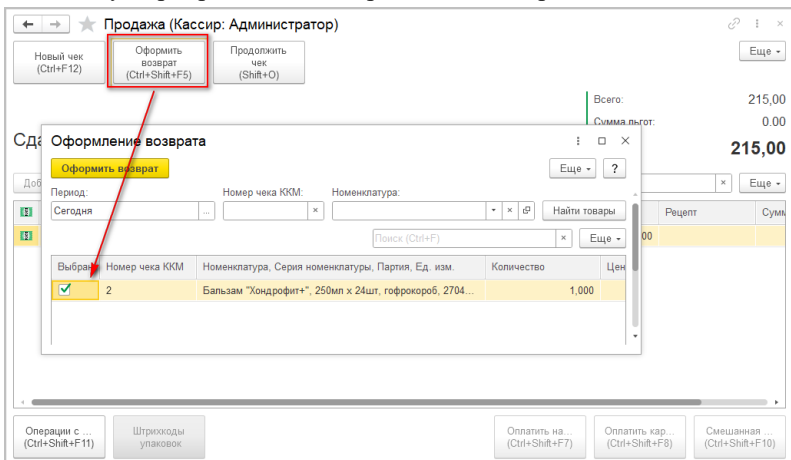 Продажа (Кассир: Администратор)
Новый чек
(Ctrl+F12)
Оформить
возврат
(Ctrl+Shift+F5)
Продолжить
чек
(Shift+O)
Еще
Всего: 215,00
Сумма льгот: 0.00
Сда
215,00
Оформление возврата
Оформить возврат
Еще
?
Доб
Еще
Период: Номер чека ККМ: Номенклатура:
Сегодня
...
Найти товары
Рецепт Сумм
Поиск (Ctrl+F)
Еще
00
Выбран Номер чека ККМ Номенклатура, Серия номенклатуры, Партия, Ед. изм. Количество Цен
2 Бальзам "Хондрофит+", 250мл х 24шт, гофрокороб, 2704... 1,000
Операции с ...
(Ctrl+Shift+F11)
Штрихкоды
упаковок
Оплатить на...
(Ctrl+Shift+F7)
Оплатить кар...
(Ctrl+Shift+F8)
Смешанная ...
(Ctrl+Shift+F10)